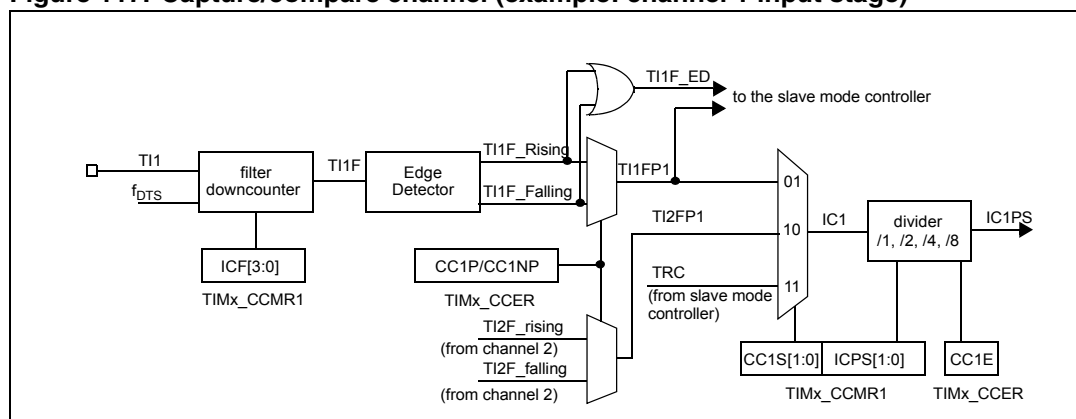 Figure Capture/compare channel (example: channel 1 input stage)
TI1F_ED
to the slave mode controller
TI1
f_DTS
filter
downcounter
TI1F
Edge
Detector
TI1F_Rising
TI1F_Falling
TI1FP1
01
TI2FP1
10
IC1
divider
/1, /2, /4, /8
IC1PS
ICF[3:0]
TIMx_CCMR1
CC1P/CC1NP
TIMx_CCER
TRC
11
(from slave mode
controller)
TI2F_rising
(from channel 2)
TI2F_falling
(from channel 2)
CC1S[1:0]
ICPS[1:0]
CC1E
TIMx_CCMR1
TIMx_CCER